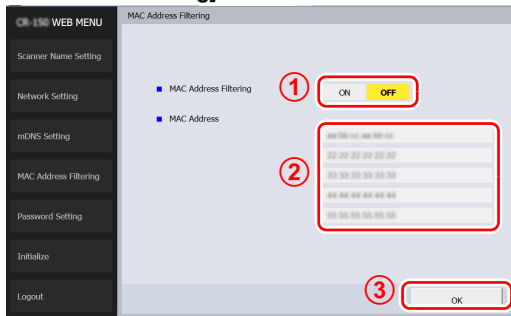 MAC Address Filtering
CR-150 WEB MENU
Scanner Name Setting
MAC Address Filtering
1
ON
OFF
Network Setting
MAC Address
mDNS Setting
22:22:22:22:22:22
2
MAC Address Filtering
33:33:33:33:33:33
44:44:44:44:44:44
Password Setting
55:55:55:55:55:55
Initialize
3
Logout
OK